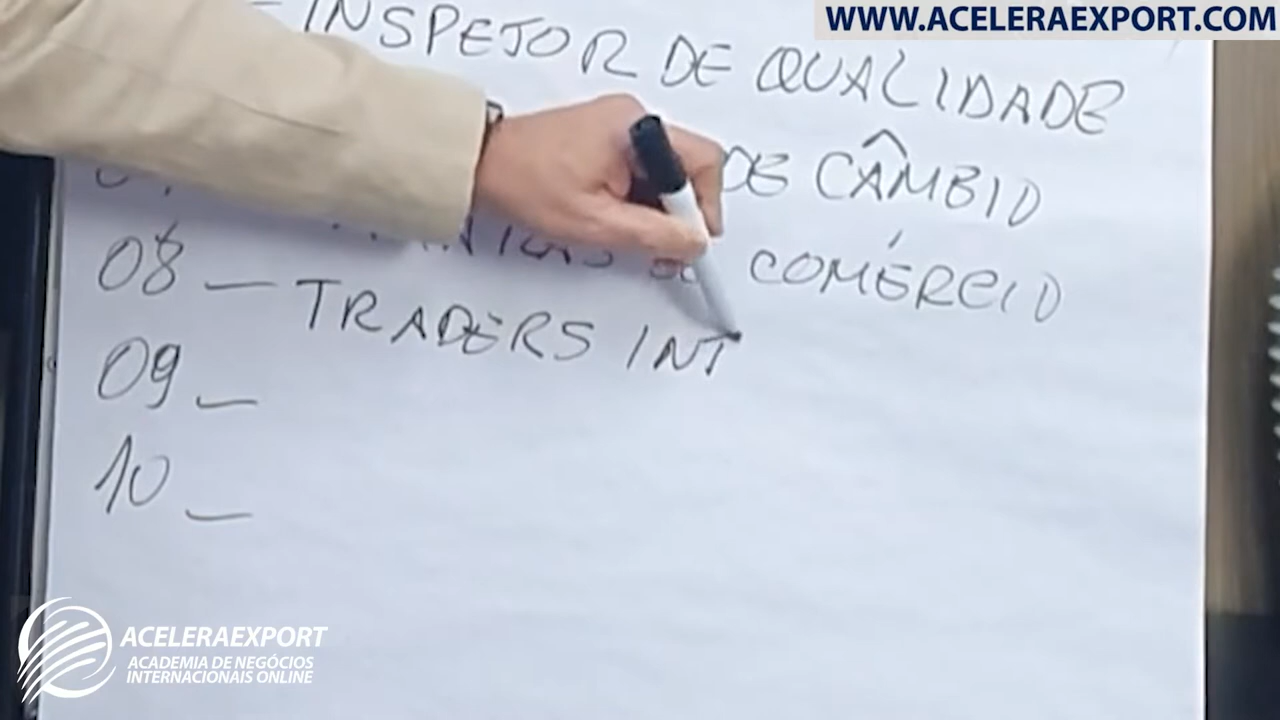 WWW.ACELERAEXPORT.COM
INSPETOR DE QUALIDADE
DE CÂMBIO
COMÉRCIO
08 - TRADERS INT
09 -
10 -
ACELERAEXPORT
ACADEMIA DE NEGÓCIOS
INTERNACIONAIS ONLINE